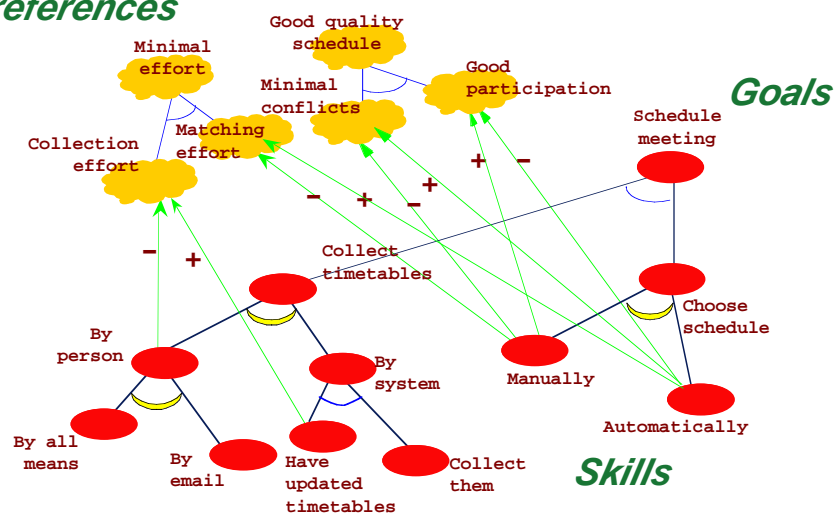 references
Good quality
schedule
Minimal
effort
Good
participation
Minimal
conflicts
Goals
Schedule
meeting
Matching
effort
Collection
effort
+
–
+
–
+
–
–
+
Collect
timetables
Choose
schedule
By
person
By
system
Manually
Automatically
By all
means
By
email
Have
updated
timetables
Collect
them
Skills